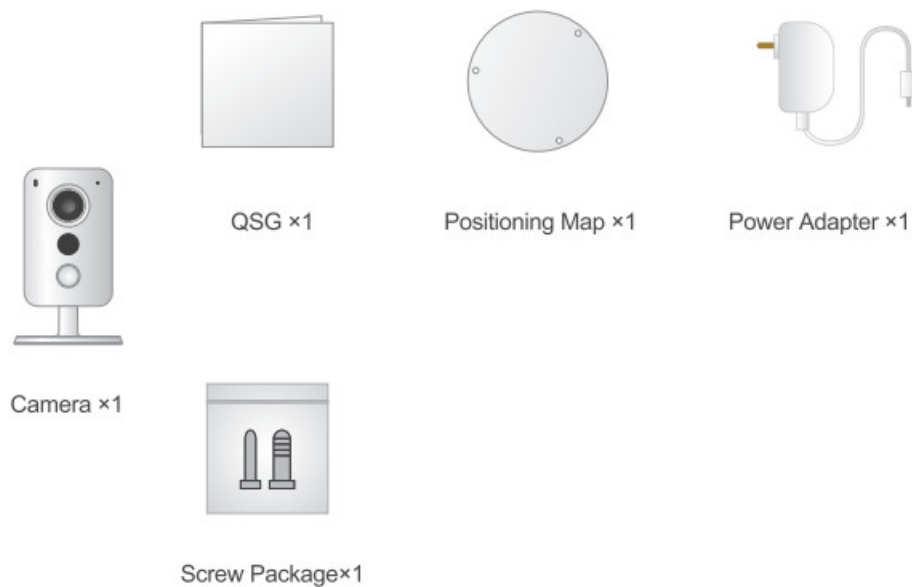 QSG ×1
Positioning Map ×1
Power Adapter ×1
Camera ×1
Screw Package×1